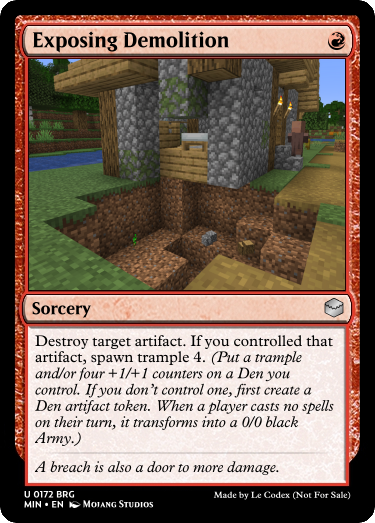 Exposing Demolition
Sorcery
Destroy target artifact. If you controlled that
artifact, spawn trample 4. (Put a trample
and/or four +1/+1 counters on a Den you
control. If you don't control one, first create a
Den artifact token. When a player casts no spells
on their turn, it transforms into a 0/0 black
Army.)
A breach is also a door to more damage.
U 0172 BRG
MIN • EN Mojang Studios
Made by Le Codex (Not For Sale)